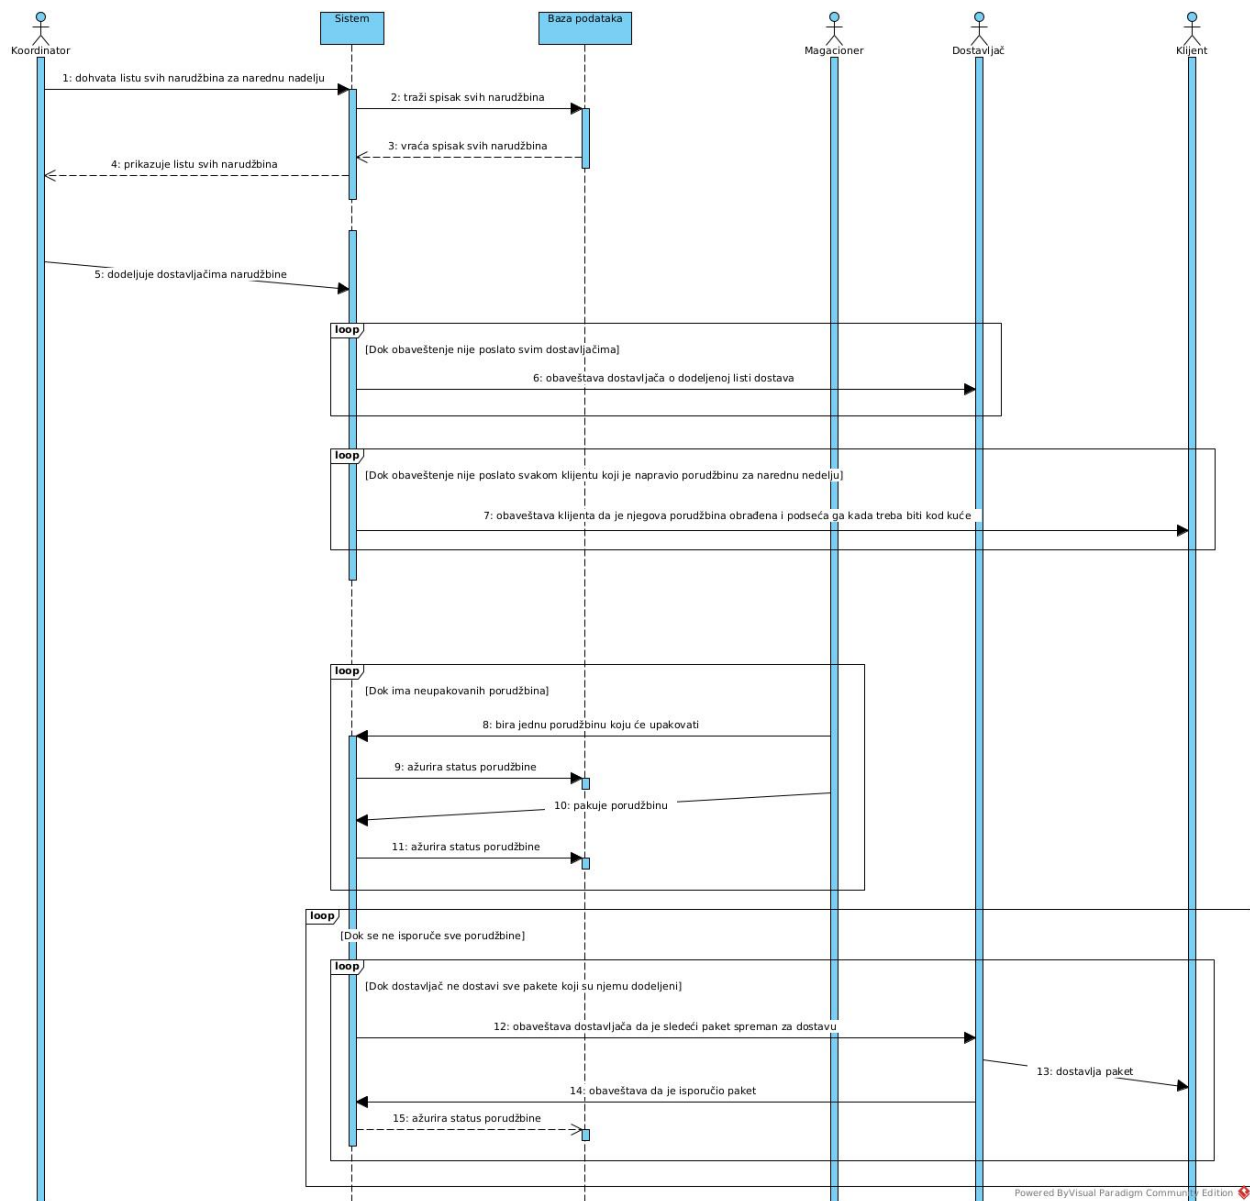 Sistem
Baza podataka
Koordinator
Magacioner
Dostavljač
Klijent
1: dohvata listu svih narudžbina za narednu nadelju
2: traži spisak svih narudžbina
3: vraća spisak svih narudžbina
4: prikazuje listu svih narudžbina
5: dodeljuje dostavljačima narudžbine
loop
[Dok obaveštenje nije poslato svim dostavljačima]
6: obaveštava dostavljača o dodeljenoj listi dostava
loop
[Dok obaveštenje nije poslato svakom klijentu koji je napravio porudžbinu za narednu nedelju]
7: obaveštava klijenta da je njegova porudžbina obrađena i podseća ga kada treba biti kod kuće
loop
[Dok ima neupakovanih porudžbina]
8: bira jednu porudžbinu koju će upakovati
9: ažurira status porudžbine
10: pakuje porudžbinu
11: ažurira status porudžbine
loop
[Dok se ne isporuče sve porudžbine]
loop
[Dok dostavljač ne dostavi sve pakete koji su njemu dodeljeni]
12: obaveštava dostavljača da je sledeći paket spreman za dostavu
13: dostavlja paket
14: obaveštava da je isporučio paket
15: ažurira status porudžbine
Powered ByVisual Paradigm Community Edition